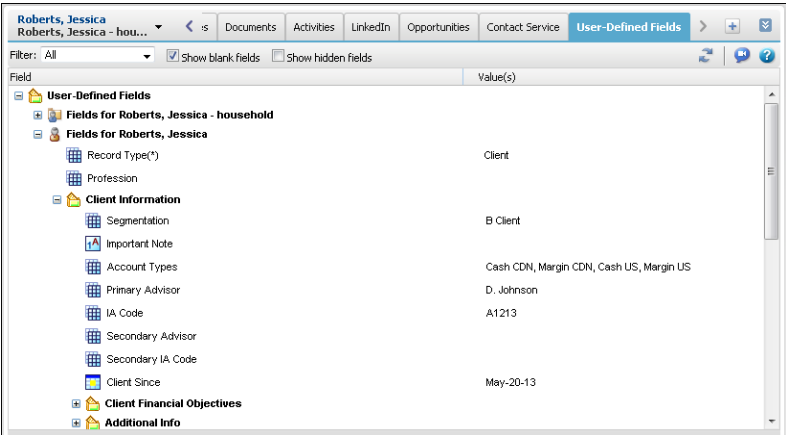 Roberts, Jessica
Roberts, Jessica - hou...
:s Documents Activities LinkedIn Opportunities Contact Service User-Defined Fields
Filter: All Show blank fields Show hidden fields
Field Value(s)
User-Defined Fields
Fields for Roberts, Jessica - household
Fields for Roberts, Jessica
Record Type(*) Client
Profession
Client Information
Segmentation B Client
Important Note
Account Types Cash CDN, Margin CDN, Cash US, Margin US
Primary Advisor D. Johnson
IA Code A1213
Secondary Advisor
Secondary IA Code
Client Since May-20-13
Client Financial Objectives
Additional Info